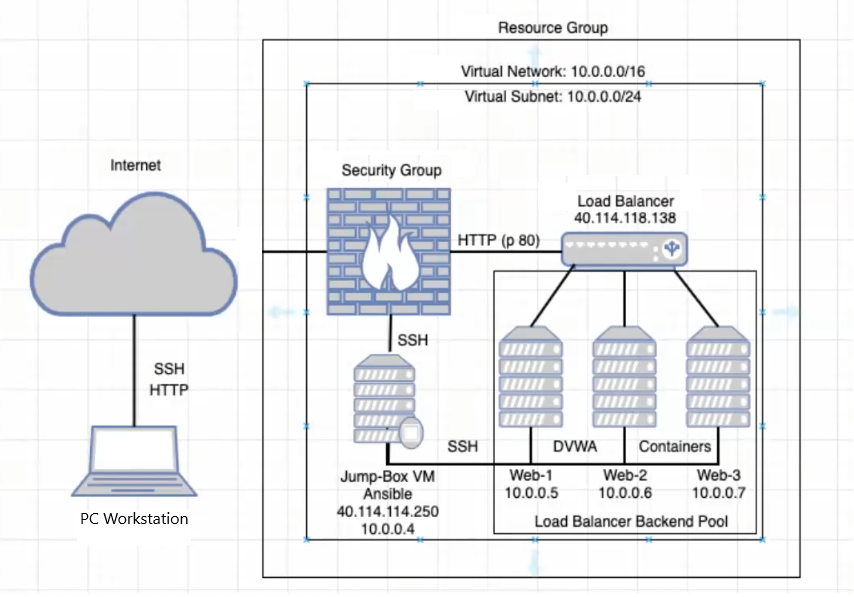 Resource Group
Virtual Network: 10.0.0.0/16
Virtual Subnet: 10.0.0.0/24
Internet
Security Group
Load Balancer
40.114.118.138
HTTP (p 80)
SSH
SSH
HTTP
SSH
DVWA
Containers
Jump-Box VM
Ansible
40.114.114.250
10.0.0.4
Web-1
10.0.0.5
Web-2
10.0.0.6
Web-3
10.0.0.7
PC Workstation
Load Balancer Backend Pool